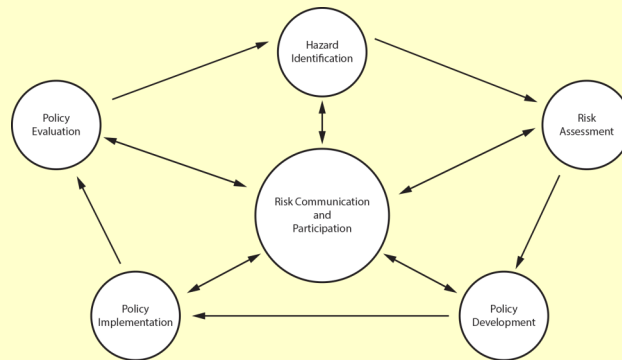 Hazard
Identification
Policy
Evaluation
Risk
Assessment
Risk Communication
and
Participation
Policy
Implementation
Policy
Development